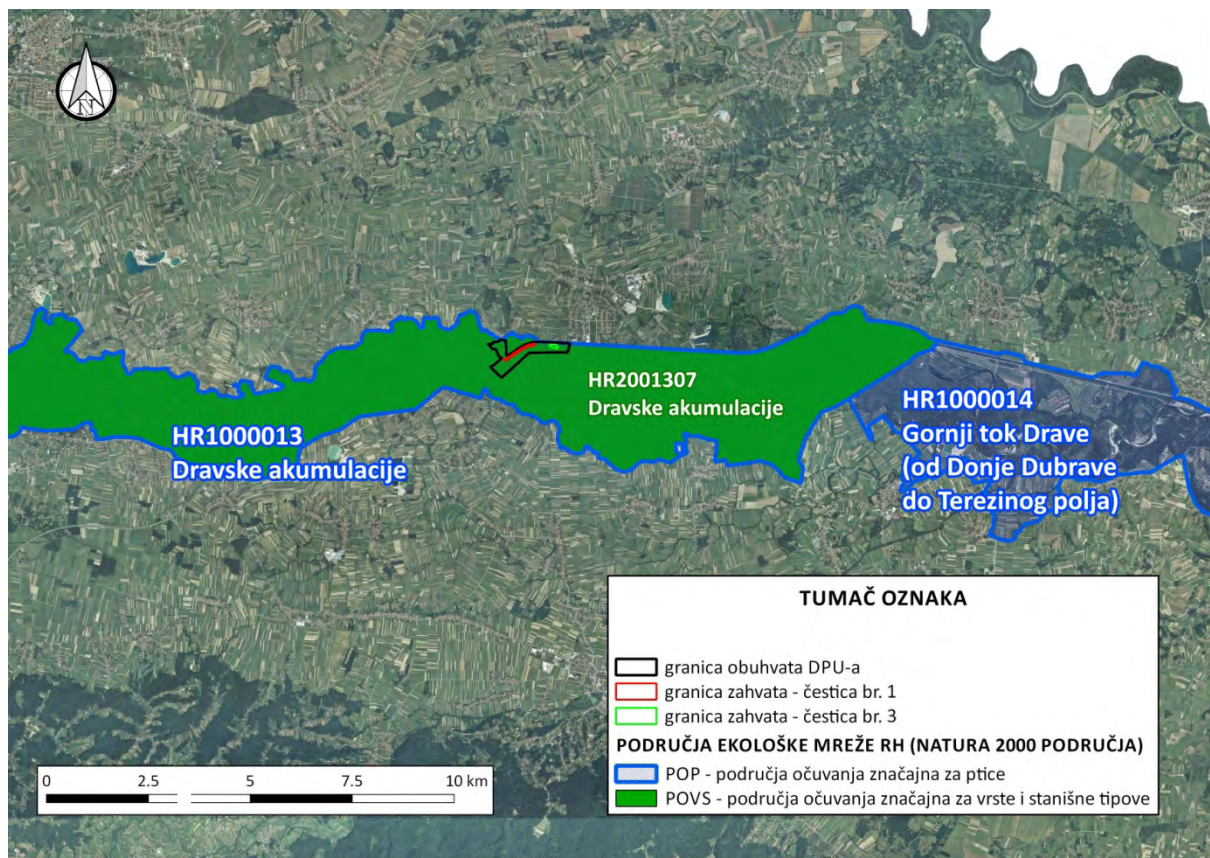 N
HR2001307
Dravske akumulacije
HR1000013
Dravske akumulacije
HR1000014
Gornji tok Drave
(od Donje Dubrave
do Terezinog polja)
TUMAČ OZNAKA
granica obuhvata DPU-a
granica zahvata - čestica br. 1
granica zahvata - čestica br. 3
PODRUČJA EKOLOŠKE MREŽE RH (NATURA 2000 PODRUČJA)
POP - područja očuvanja značajna za ptice
POVS - područja očuvanja značajna za vrste i stanišne tipove
0 2.5 5 7.5 10 km